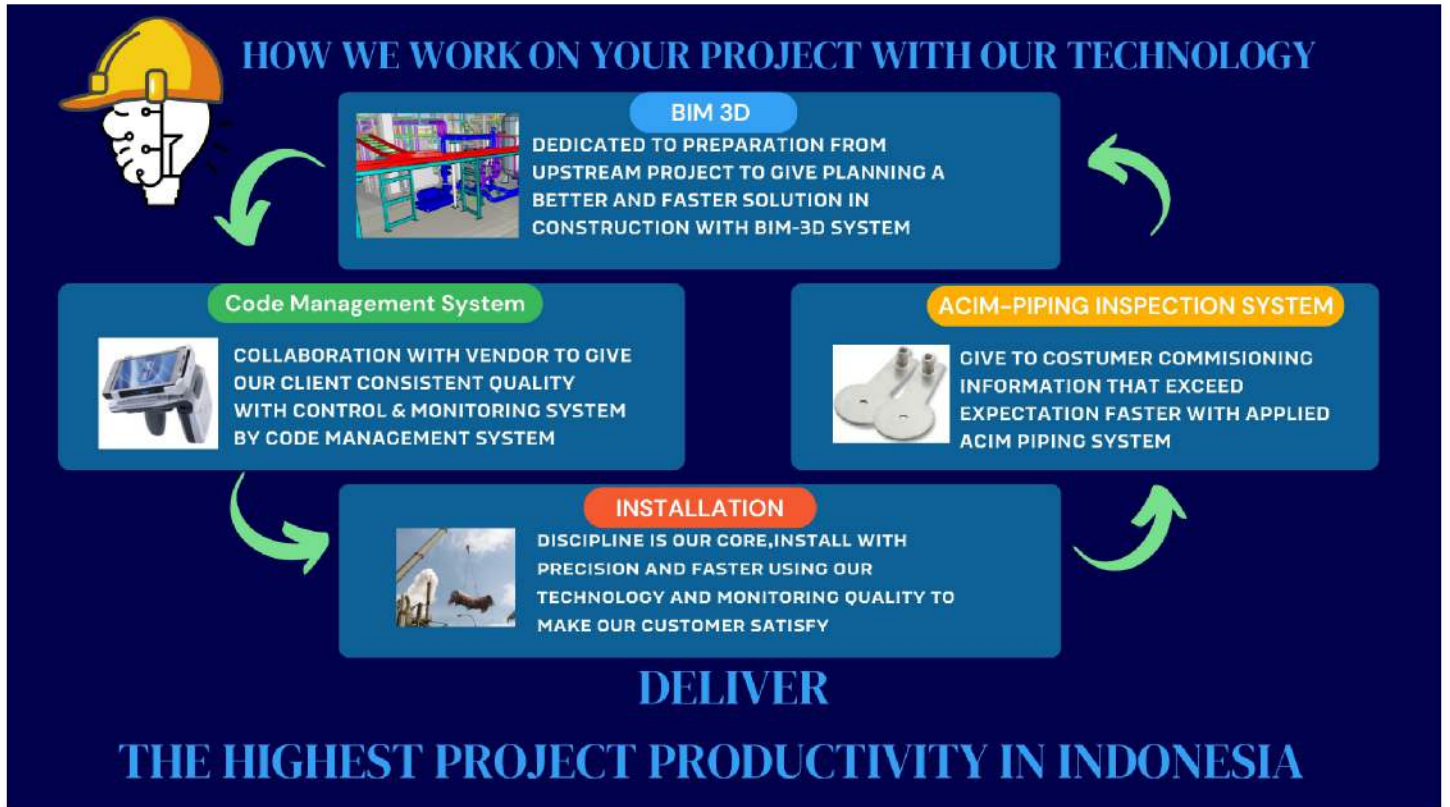 HOW WE WORK ON YOUR PROJECT WITH OUR TECHNOLOGY
BIM 3D
DEDICATED TO PREPARATION FROM
UPSTREAM PROJECT TO GIVE PLANNING A
BETTER AND FASTER SOLUTION IN
CONSTRUCTION WITH BIM-3D SYSTEM
Code Management System
COLLABORATION WITH VENDOR TO GIVE
OUR CLIENT CONSISTENT QUALITY
WITH CONTROL & MONITORING SYSTEM
BY CODE MANAGEMENT SYSTEM
ACIM-PIPING INSPECTION SYSTEM
GIVE TO COSTUMER COMMISIONING
INFORMATION THAT EXCEED
EXPECTATION FASTER WITH APPLIED
ACIM PIPING SYSTEM
INSTALLATION
DISCIPLINE IS OUR CORE,INSTALL WITH
PRECISION AND FASTER USING OUR
TECHNOLOGY AND MONITORING QUALITY TO
MAKE OUR CUSTOMER SATISFY
DELIVER
THE HIGHEST PROJECT PRODUCTIVITY IN INDONESIA